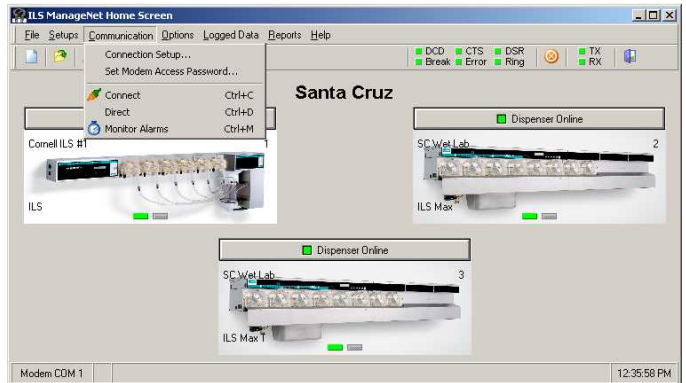 ILS ManageNet Home Screen
File Setups Communication Options Logged Data Reports Help
Connection Setup...
Set Modem Access Password...
Connect Ctrl+C
Direct Ctrl+D
Monitor Alarms Ctrl+M
DCD CTS DSR TX
Break Error Ring RX
Santa Cruz
Dispenser Online
Cornell ILS #1 1
ILS
SC Wet Lab 2
ILS Max
Dispenser Online
SC Wet Lab 3
ILS Max T
Modem COM 1 12:35:58 PM